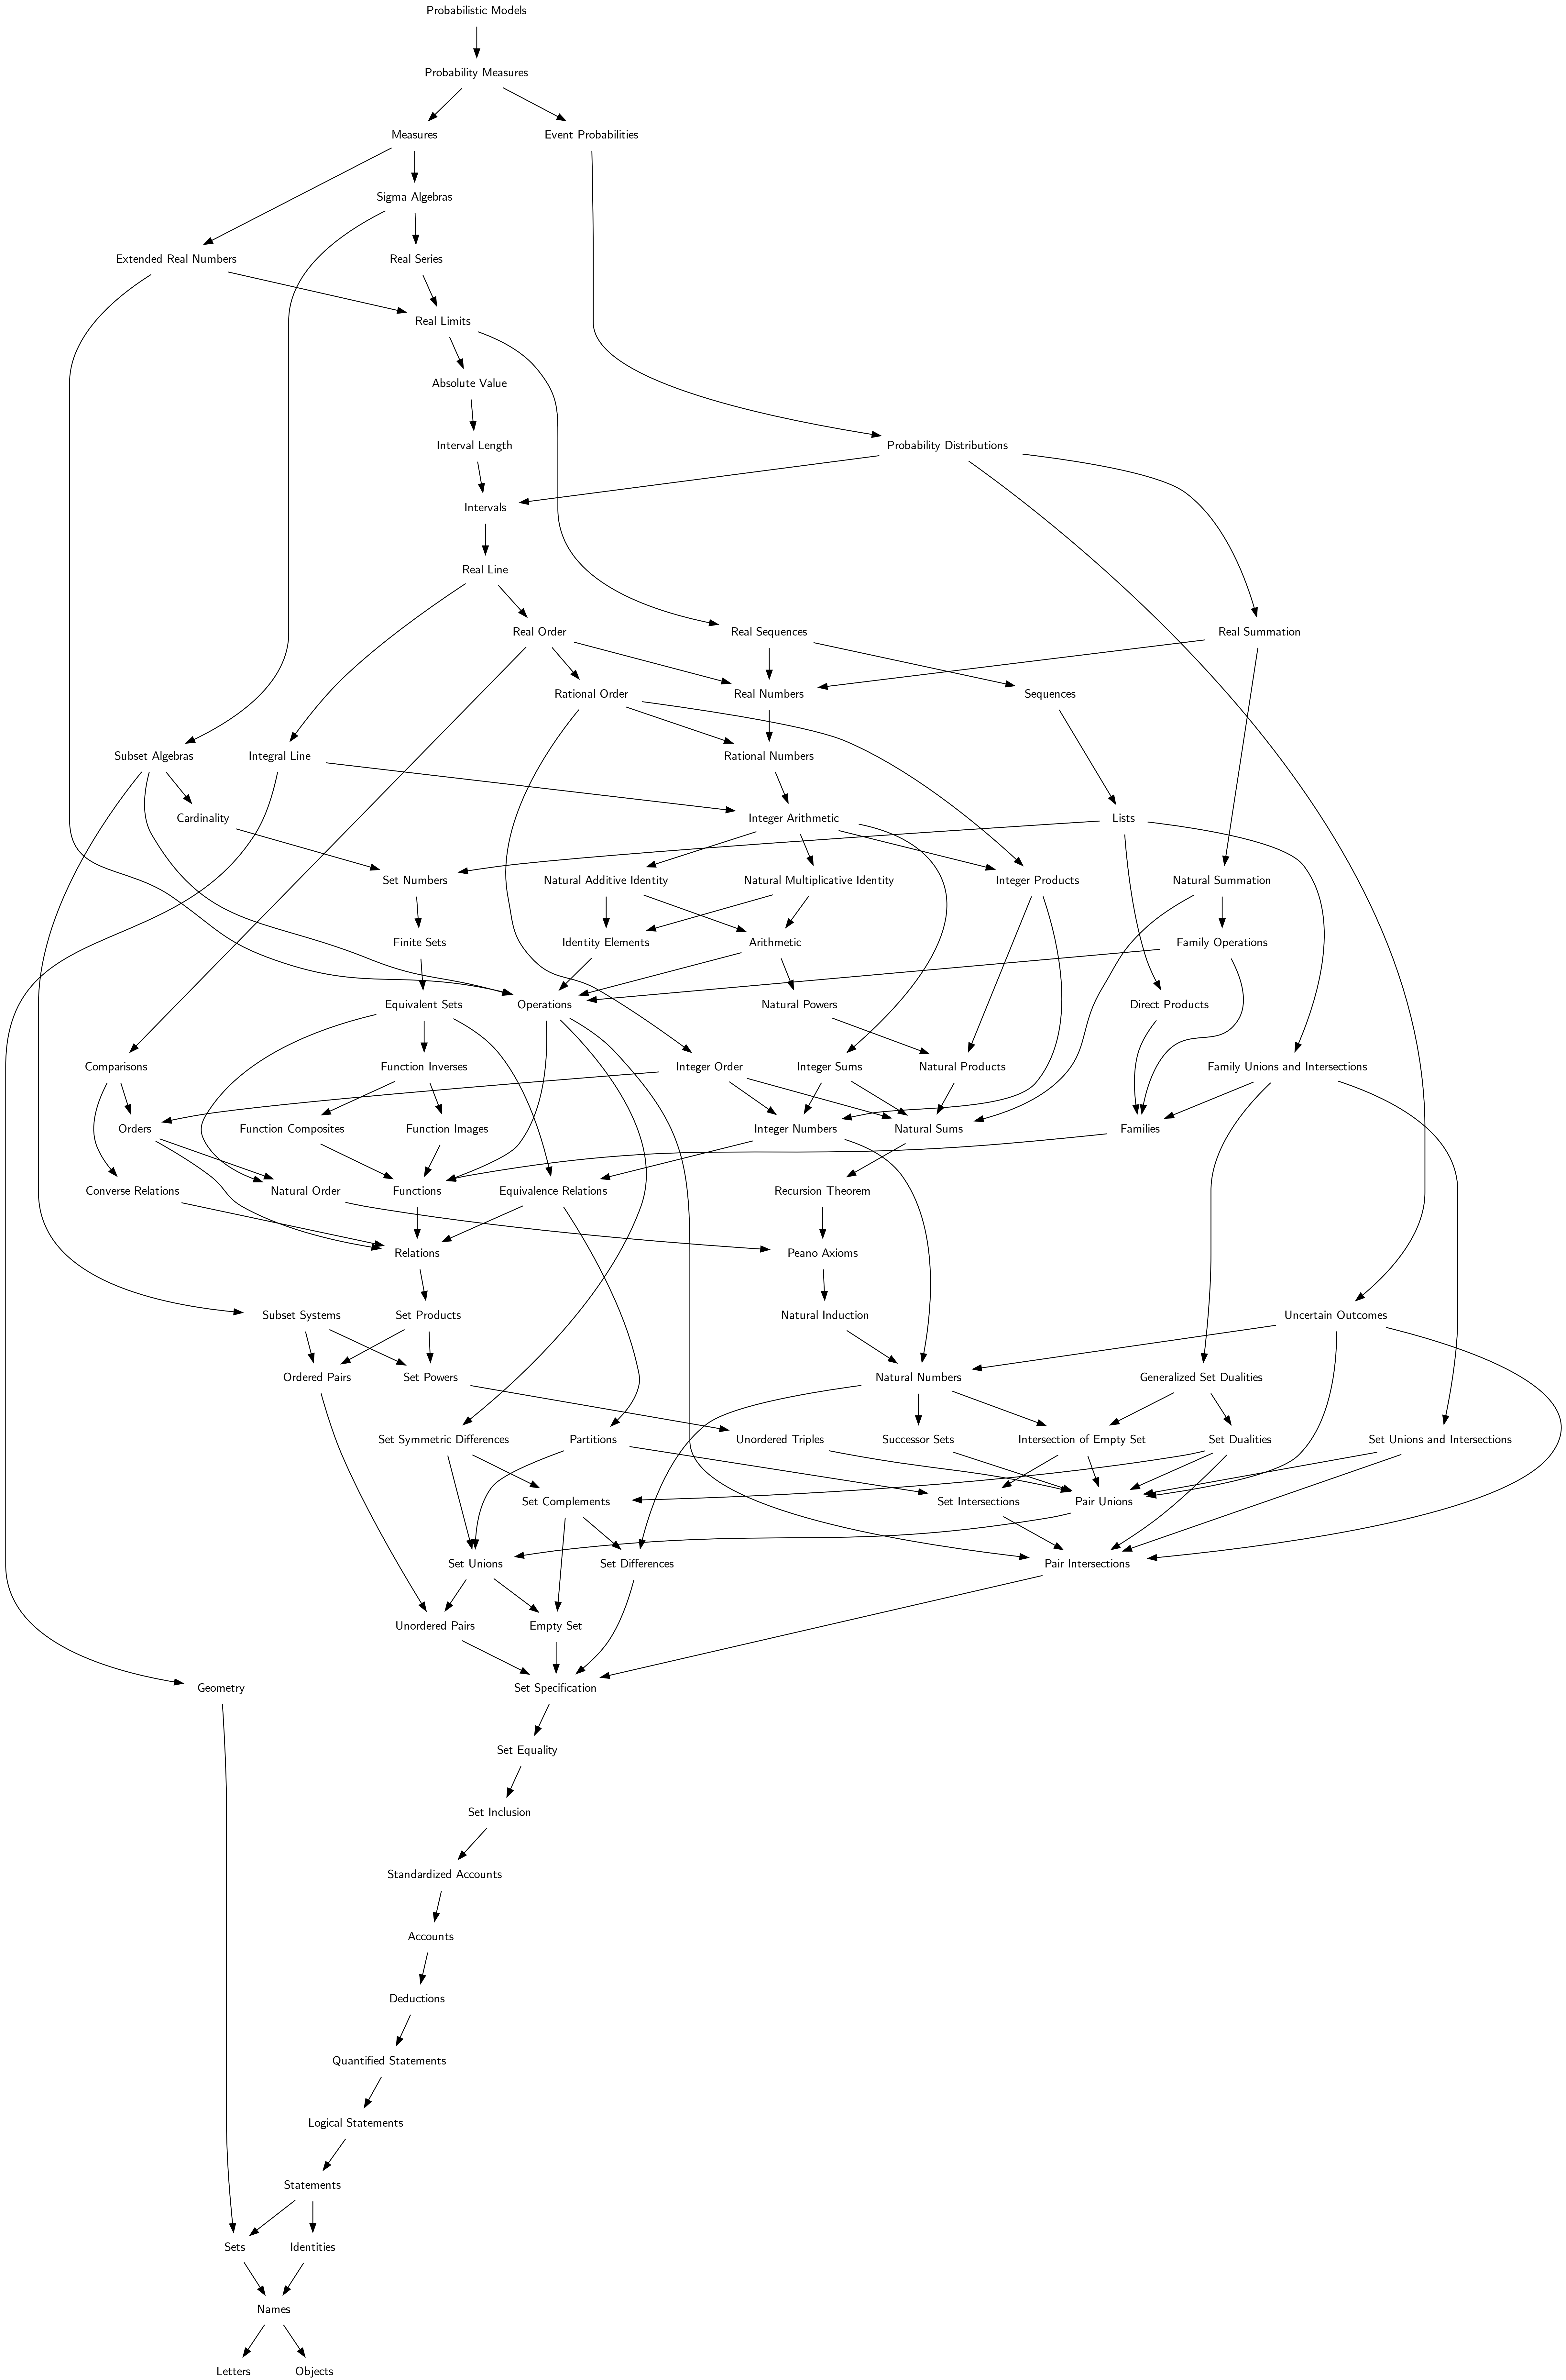 Probabilistic Models
Probability Measures
Measures
Event Probabilities
Sigma Algebras
Extended Real Numbers
Real Series
Real Limits
Absolute Value
Interval Length
Probability Distributions
Intervals
Real Line
Real Order
Real Sequences
Real Summation
Rational Order
Real Numbers
Sequences
Subset Algebras
Integral Line
Rational Numbers
Cardinality
Integer Arithmetic
Lists
Set Numbers
Natural Additive Identity
Natural Multiplicative Identity
Integer Products
Natural Summation
Finite Sets
Identity Elements
Arithmetic
Family Operations
Equivalent Sets
Operations
Natural Powers
Direct Products
Comparisons
Function Inverses
Integer Order
Integer Sums
Natural Products
Family Unions and Intersections
Orders
Function Composites
Function Images
Integer Numbers
Natural Sums
Families
Converse Relations
Natural Order
Functions
Equivalence Relations
Recursion Theorem
Relations
Peano Axioms
Subset Systems
Set Products
Natural Induction
Uncertain Outcomes
Ordered Pairs
Set Powers
Natural Numbers
Generalized Set Dualities
Set Symmetric Differences
Partitions
Unordered Triples
Successor Sets
Intersection of Empty Set
Set Dualities
Set Unions and Intersections
Set Complements
Set Intersections
Pair Unions
Set Unions
Set Differences
Pair Intersections
Unordered Pairs
Empty Set
Geometry
Set Specification
Set Equality
Set Inclusion
Standardized Accounts
Accounts
Deductions
Quantified Statements
Logical Statements
Statements
Sets
Identities
Names
Letters
Objects